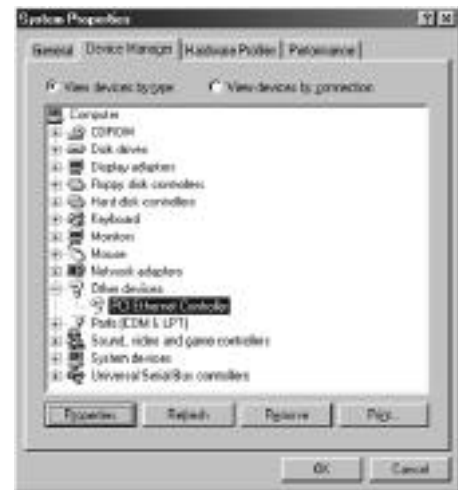 System Properties
General Device Manager Hardware Profiles Performance
View devices by type View devices by connection
Computer
CDROM
Disk drives
Display adapters
Floppy disk controllers
Hard disk controllers
Keyboard
Monitors
Mouse
Network adapters
Other devices
PCI Ethernet Controller
Ports (COM & LPT)
Sound, video and game controllers
System devices
Universal Serial Bus controllers
Properties Refresh Remove Print...
OK Cancel